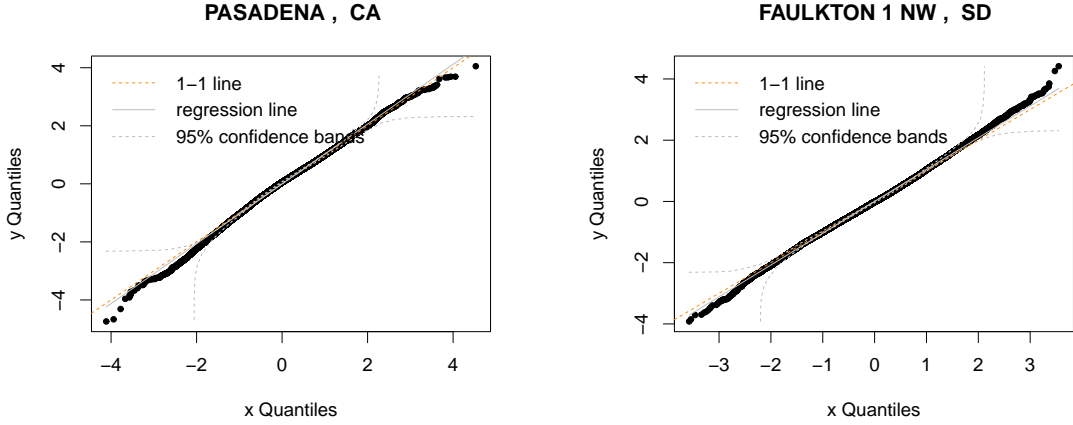 PASADENA , CA
4
2
0
−2
−4
y Quantiles
1−1 line
regression line
95% confidence bands
−4
−2
0
2
4
x Quantiles
FAULKTON 1 NW , SD
4
2
0
−2
−4
y Quantiles
1−1 line
regression line
95% confidence bands
−3
−2
−1
0
1
2
3
x Quantiles